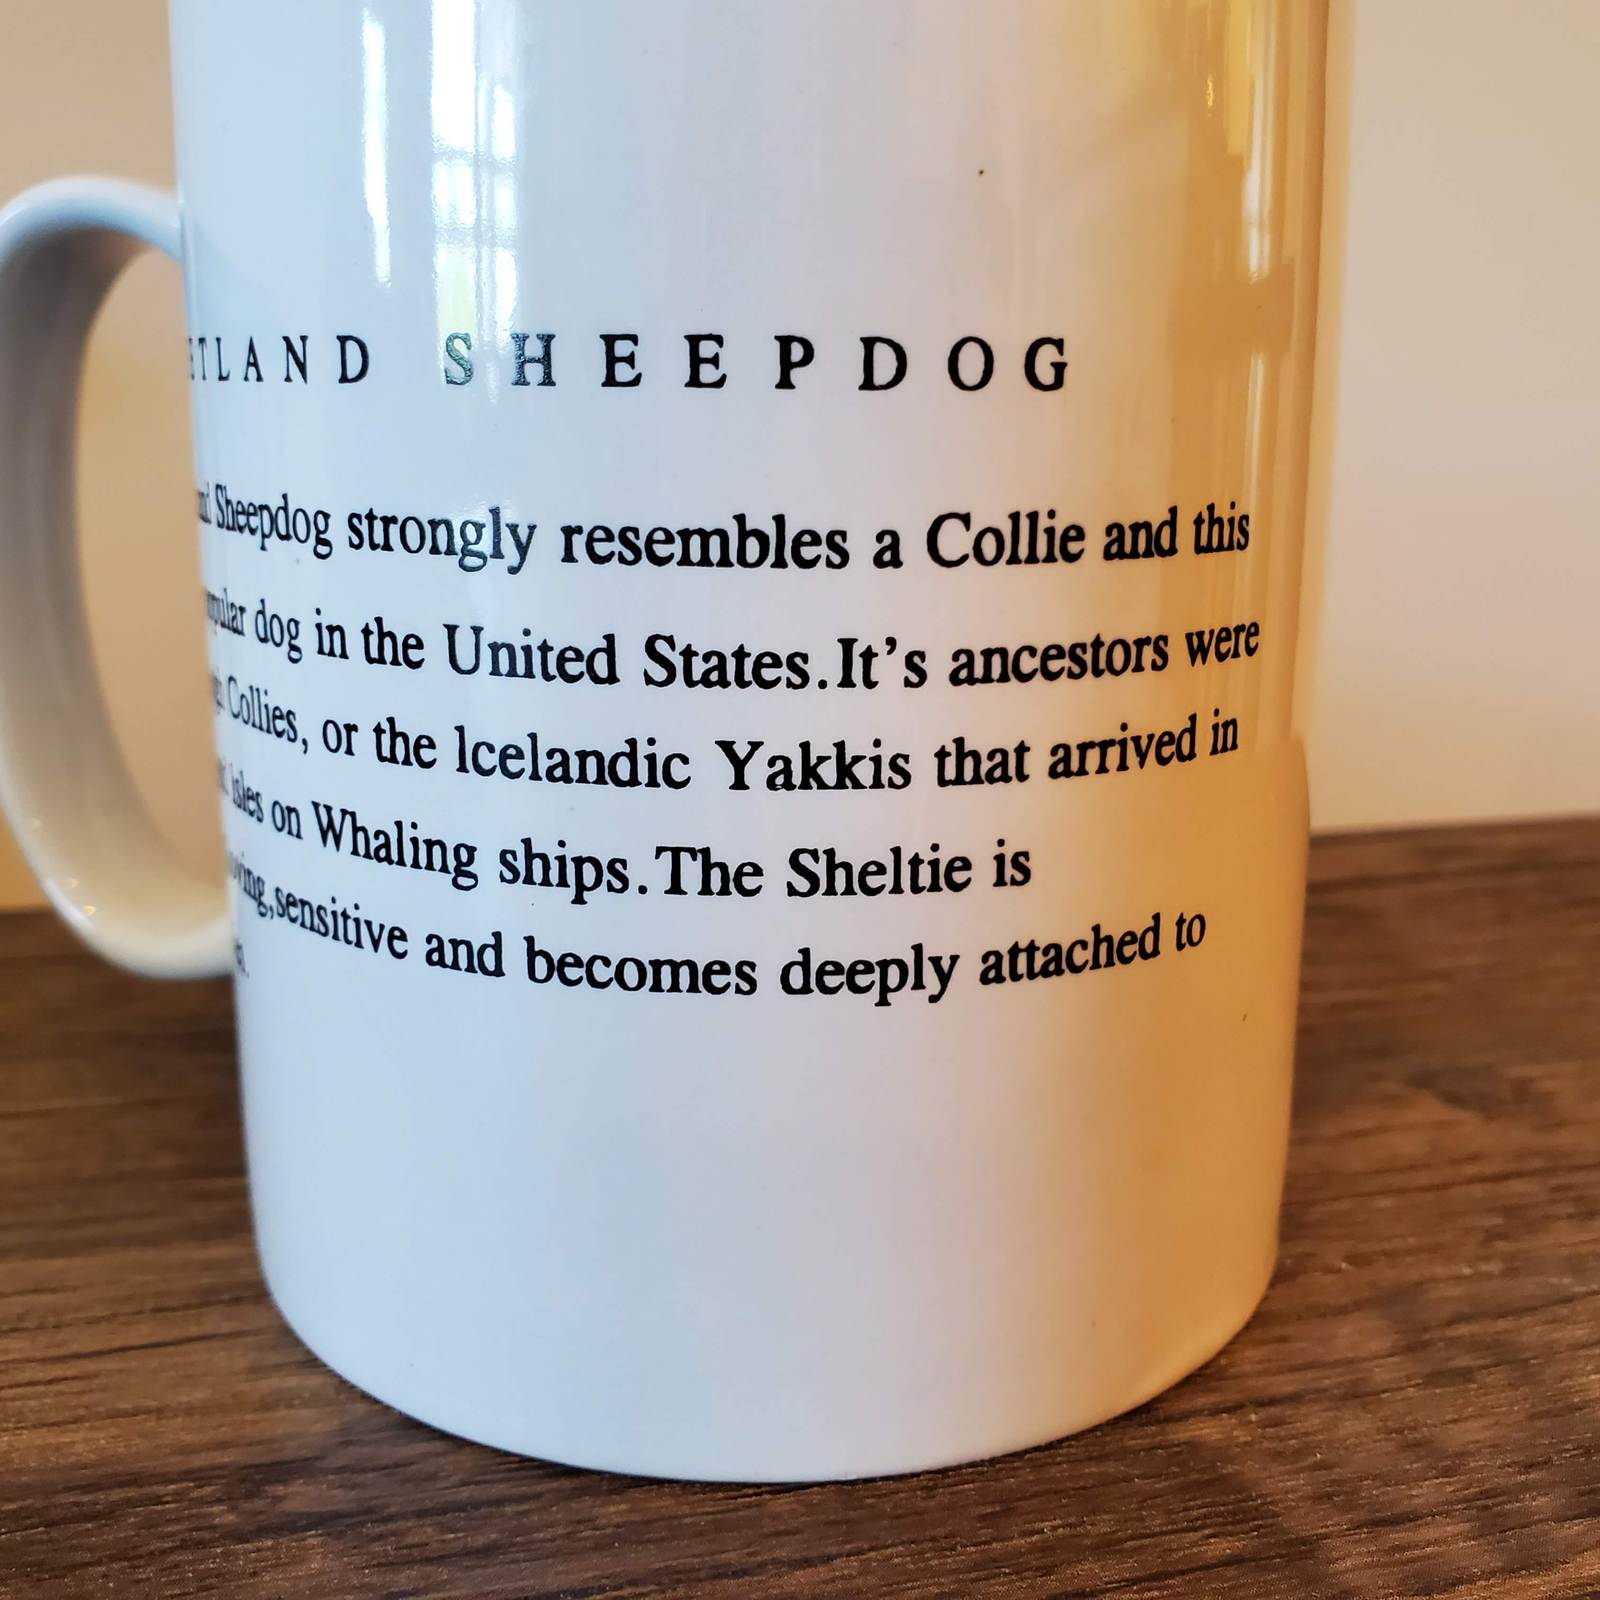 SHEEPDOG
Sheepdog strongly resembles a Collie and this
dog in the United States.It's ancestors were
Collies, or the Icelandic Yakkis that arrived in
Isles on Whaling ships.The Sheltie is
sensitive and becomes deeply attached to